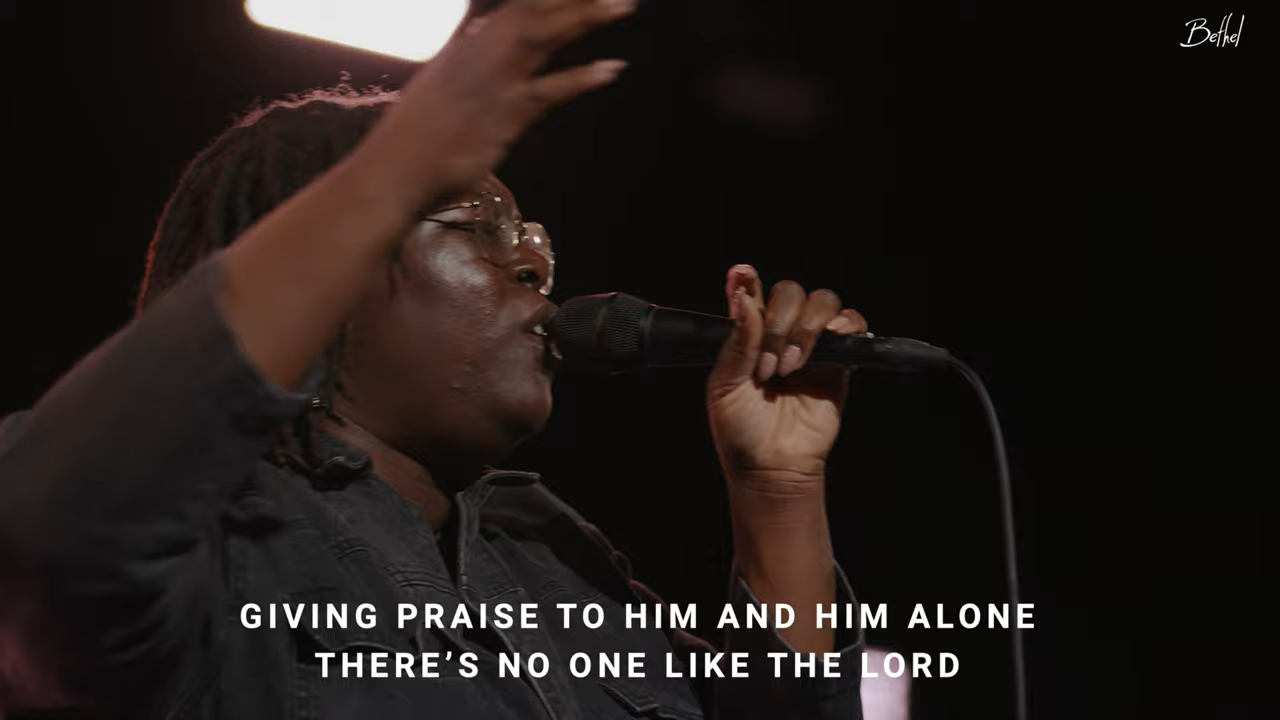 Bethel
GIVING PRAISE TO HIM AND HIM ALONE
THERE’S NO ONE LIKE THE LORD